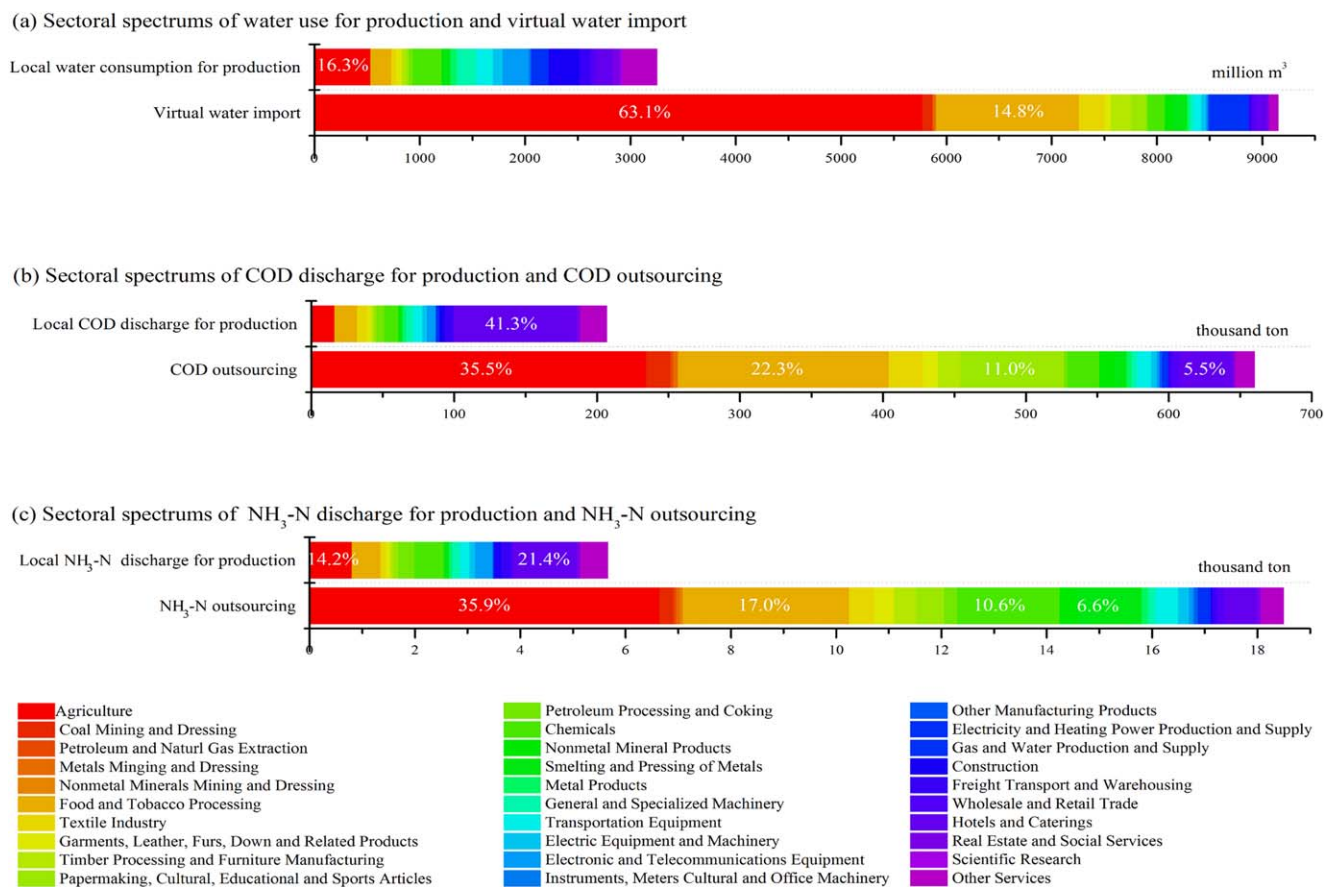 (a) Sectoral spectrums of water use for production and virtual water import
Local water consumption for production
16.3%
million m³
Virtual water import
63.1%
14.8%
0 1000 2000 3000 4000 5000 6000 7000 8000 9000
(b) Sectoral spectrums of COD discharge for production and COD outsourcing
Local COD discharge for production
41.3%
thousand ton
COD outsourcing
35.5%
22.3%
11.0%
5.5%
0 100 200 300 400 500 600 700
(c) Sectoral spectrums of NH₃-N discharge for production and NH₃-N outsourcing
Local NH₃-N discharge for production
14.2%
21.4%
thousand ton
NH₃-N outsourcing
35.9%
17.0%
10.6%
6.6%
0 2 4 6 8 10 12 14 16 18
Agriculture
Coal Mining and Dressing
Petroleum and Naturl Gas Extraction
Metals Minging and Dressing
Nonmetal Minerals Mining and Dressing
Food and Tobacco Processing
Textile Industry
Garments, Leather, Furs, Down and Related Products
Timber Processing and Furniture Manufacturing
Papermaking, Cultural, Educational and Sports Articles
Petroleum Processing and Coking
Chemicals
Nonmetal Mineral Products
Smelting and Pressing of Metals
Metal Products
General and Specialized Machinery
Transportation Equipment
Electric Equipment and Machinery
Electronic and Telecommunications Equipment
Instruments, Meters Cultural and Office Machinery
Other Manufacturing Products
Electricity and Heating Power Production and Supply
Gas and Water Production and Supply
Construction
Freight Transport and Warehousing
Wholesale and Retail Trade
Hotels and Caterings
Real Estate and Social Services
Scientific Research
Other Services